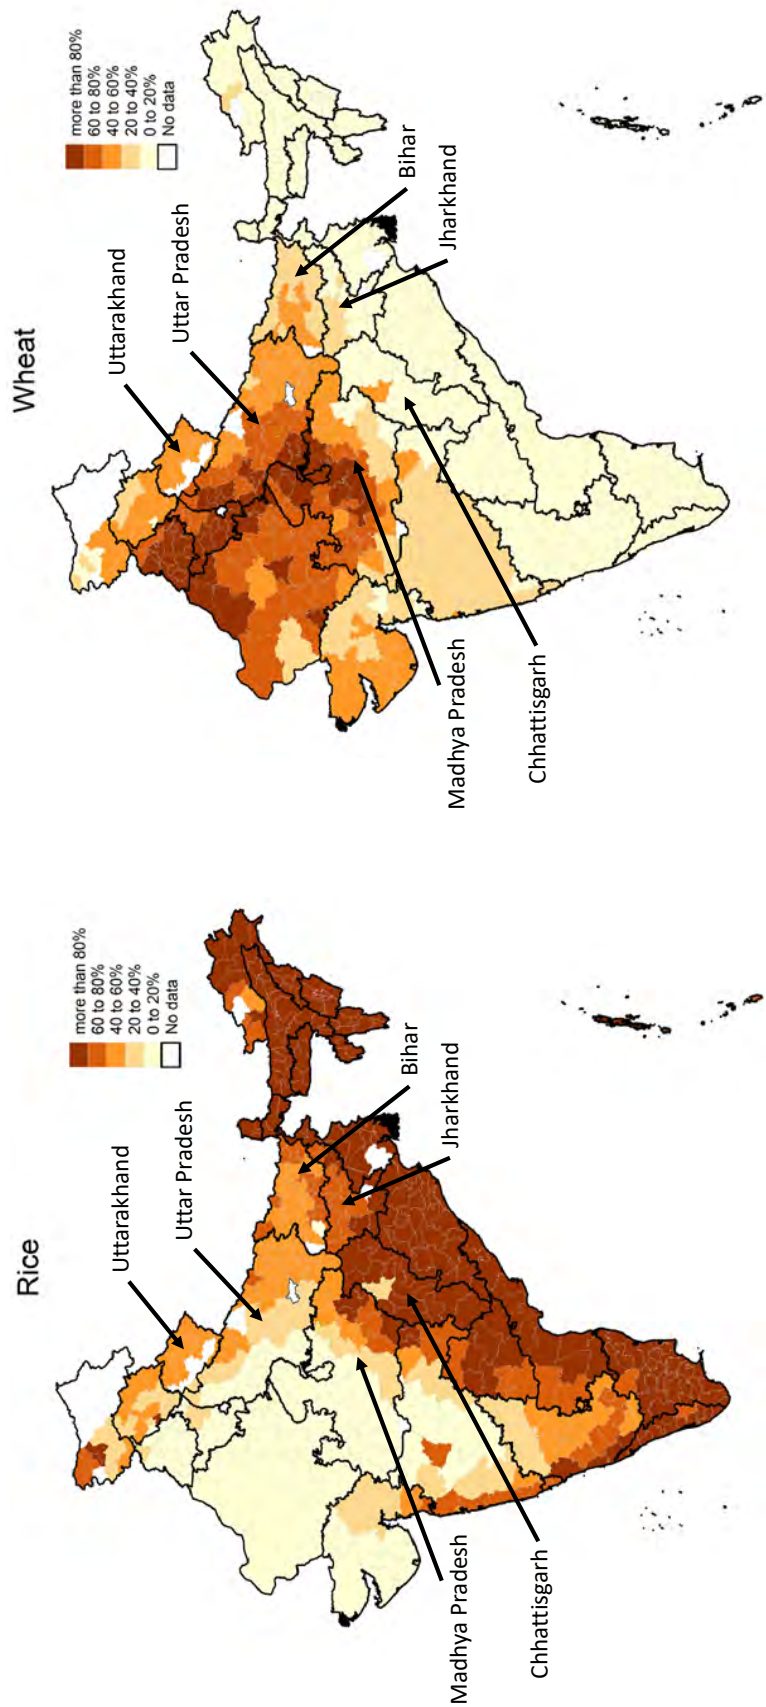 Rice
more than 80%
60 to 80%
40 to 60%
20 to 40%
0 to 20%
No data
Uttarakhand
Uttar Pradesh
Bihar
Jharkhand
Madhya Pradesh
Chhattisgarh
Wheat
more than 80%
60 to 80%
40 to 60%
20 to 40%
0 to 20%
No data
Uttarakhand
Uttar Pradesh
Bihar
Jharkhand
Madhya Pradesh
Chhattisgarh